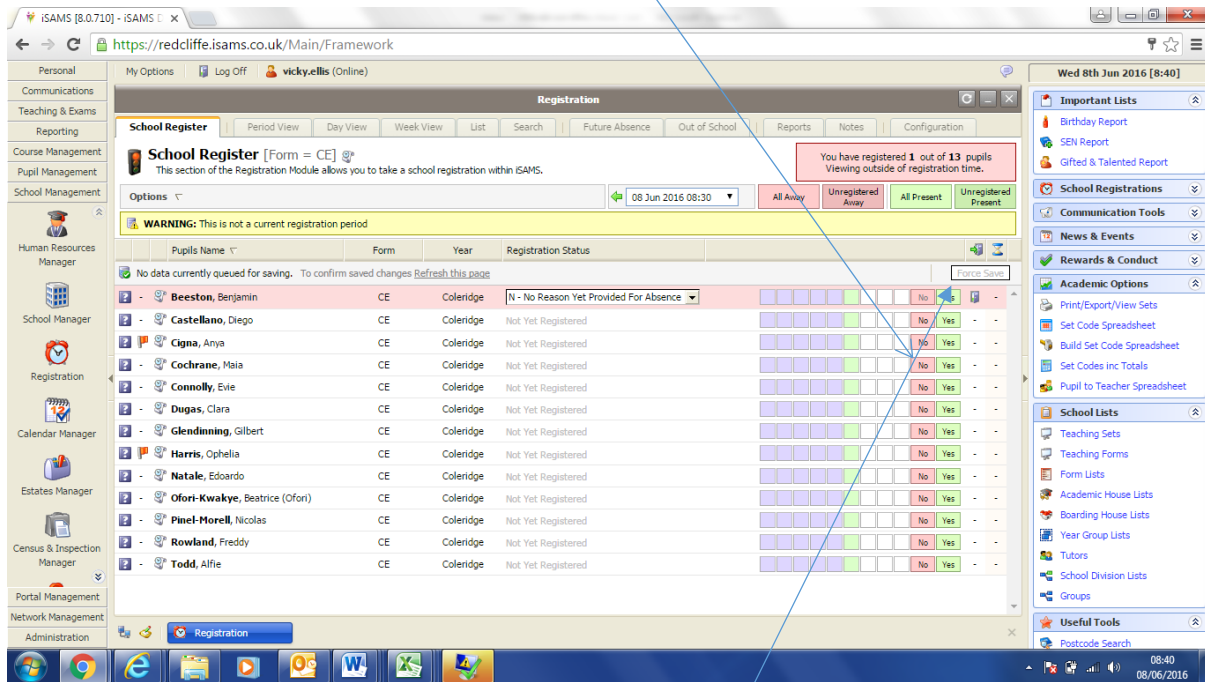 iSAMS [8.0.710] - iSAMS
https://redcliffe.isams.co.uk/Main/Framework
Personal
Communications
Teaching & Exams
Reporting
Course Management
Pupil Management
School Management
Human Resources Manager
School Manager
Registration
Calendar Manager
Estates Manager
Census & Inspection Manager
Portal Management
Network Management
Administration
My Options Log Off vicky.ellis (Online)
Registration
School Register Period View Day View Week View List Search Future Absence Out of School Reports Notes Configuration
School Register [Form = CE]
This section of the Registration Module allows you to take a school registration within iSAMS.
You have registered 1 out of 13 pupils
Viewing outside of registration time.
Options 08 Jun 2016 08:30 All Away Unregistered Away All Present Unregistered Present
WARNING: This is not a current registration period
Pupils Name Form Year Registration Status
No data currently queued for saving. To confirm saved changes Refresh this page Force Save
? - Beeston, Benjamin CE Coleridge N - No Reason Yet Provided For Absence No -
? - Castellano, Diego CE Coleridge Not Yet Registered No Yes - -
? Cigna, Anya CE Coleridge Not Yet Registered No Yes - -
? - Cochrane, Maia CE Coleridge Not Yet Registered No Yes - -
? - Connolly, Evie CE Coleridge Not Yet Registered No Yes - -
? - Dugas, Clara CE Coleridge Not Yet Registered No Yes - -
? - Glendinning, Gilbert CE Coleridge Not Yet Registered No Yes - -
? Harris, Ophelia CE Coleridge Not Yet Registered No Yes - -
? - Natale, Edoardo CE Coleridge Not Yet Registered No Yes - -
? - Ofori-Kwakye, Beatrice (Ofori) CE Coleridge Not Yet Registered No Yes - -
? - Pinel-Morell, Nicolas CE Coleridge Not Yet Registered No Yes - -
? - Rowland, Freddy CE Coleridge Not Yet Registered No Yes - -
? - Todd, Alfie CE Coleridge Not Yet Registered No Yes - -
Registration
Wed 8th Jun 2016 [8:40]
Important Lists
Birthday Report
SEN Report
Gifted & Talented Report
School Registrations
Communication Tools
News & Events
Rewards & Conduct
Academic Options
Print/Export/View Sets
Set Code Spreadsheet
Build Set Code Spreadsheet
Set Codes inc Totals
Pupil to Teacher Spreadsheet
School Lists
Teaching Sets
Teaching Forms
Form Lists
Academic House Lists
Boarding House Lists
Year Group Lists
Tutors
School Division Lists
Groups
Useful Tools
Postcode Search
08:40
08/06/2016